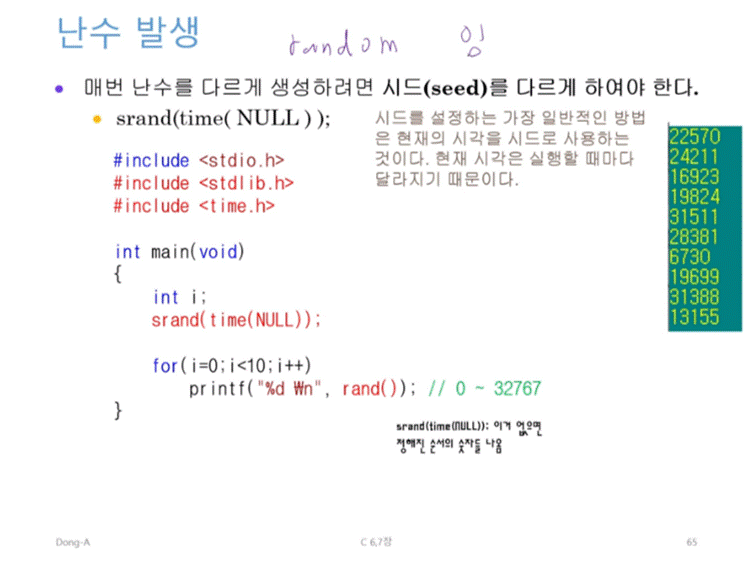 난수 발생
random
• 매번 난수를 다르게 생성하려면 시드(seed)를 다르게 하여야 한다.
• srand(time( NULL ) );
시드를 설정하는 가장 일반적인 방법
은 현재의 시각을 시드로 사용하는
것이다. 현재 시각은 실행할 때마다
달라지기 때문이다.
#include <stdio.h>
#include <stdlib.h>
#include <time.h>
int main(void)
{
int i;
srand(time(NULL));
for(i=0;i<10;i++)
printf("%d ₩n", rand()); // 0 ~ 32767
}
22570
24211
16923
19824
31511
28381
6730
19699
31388
13155
srand(time(NULL)): 이거 없으면
정해진 순서의 숫자들 나옴
Dong-A
C 6,7장
65